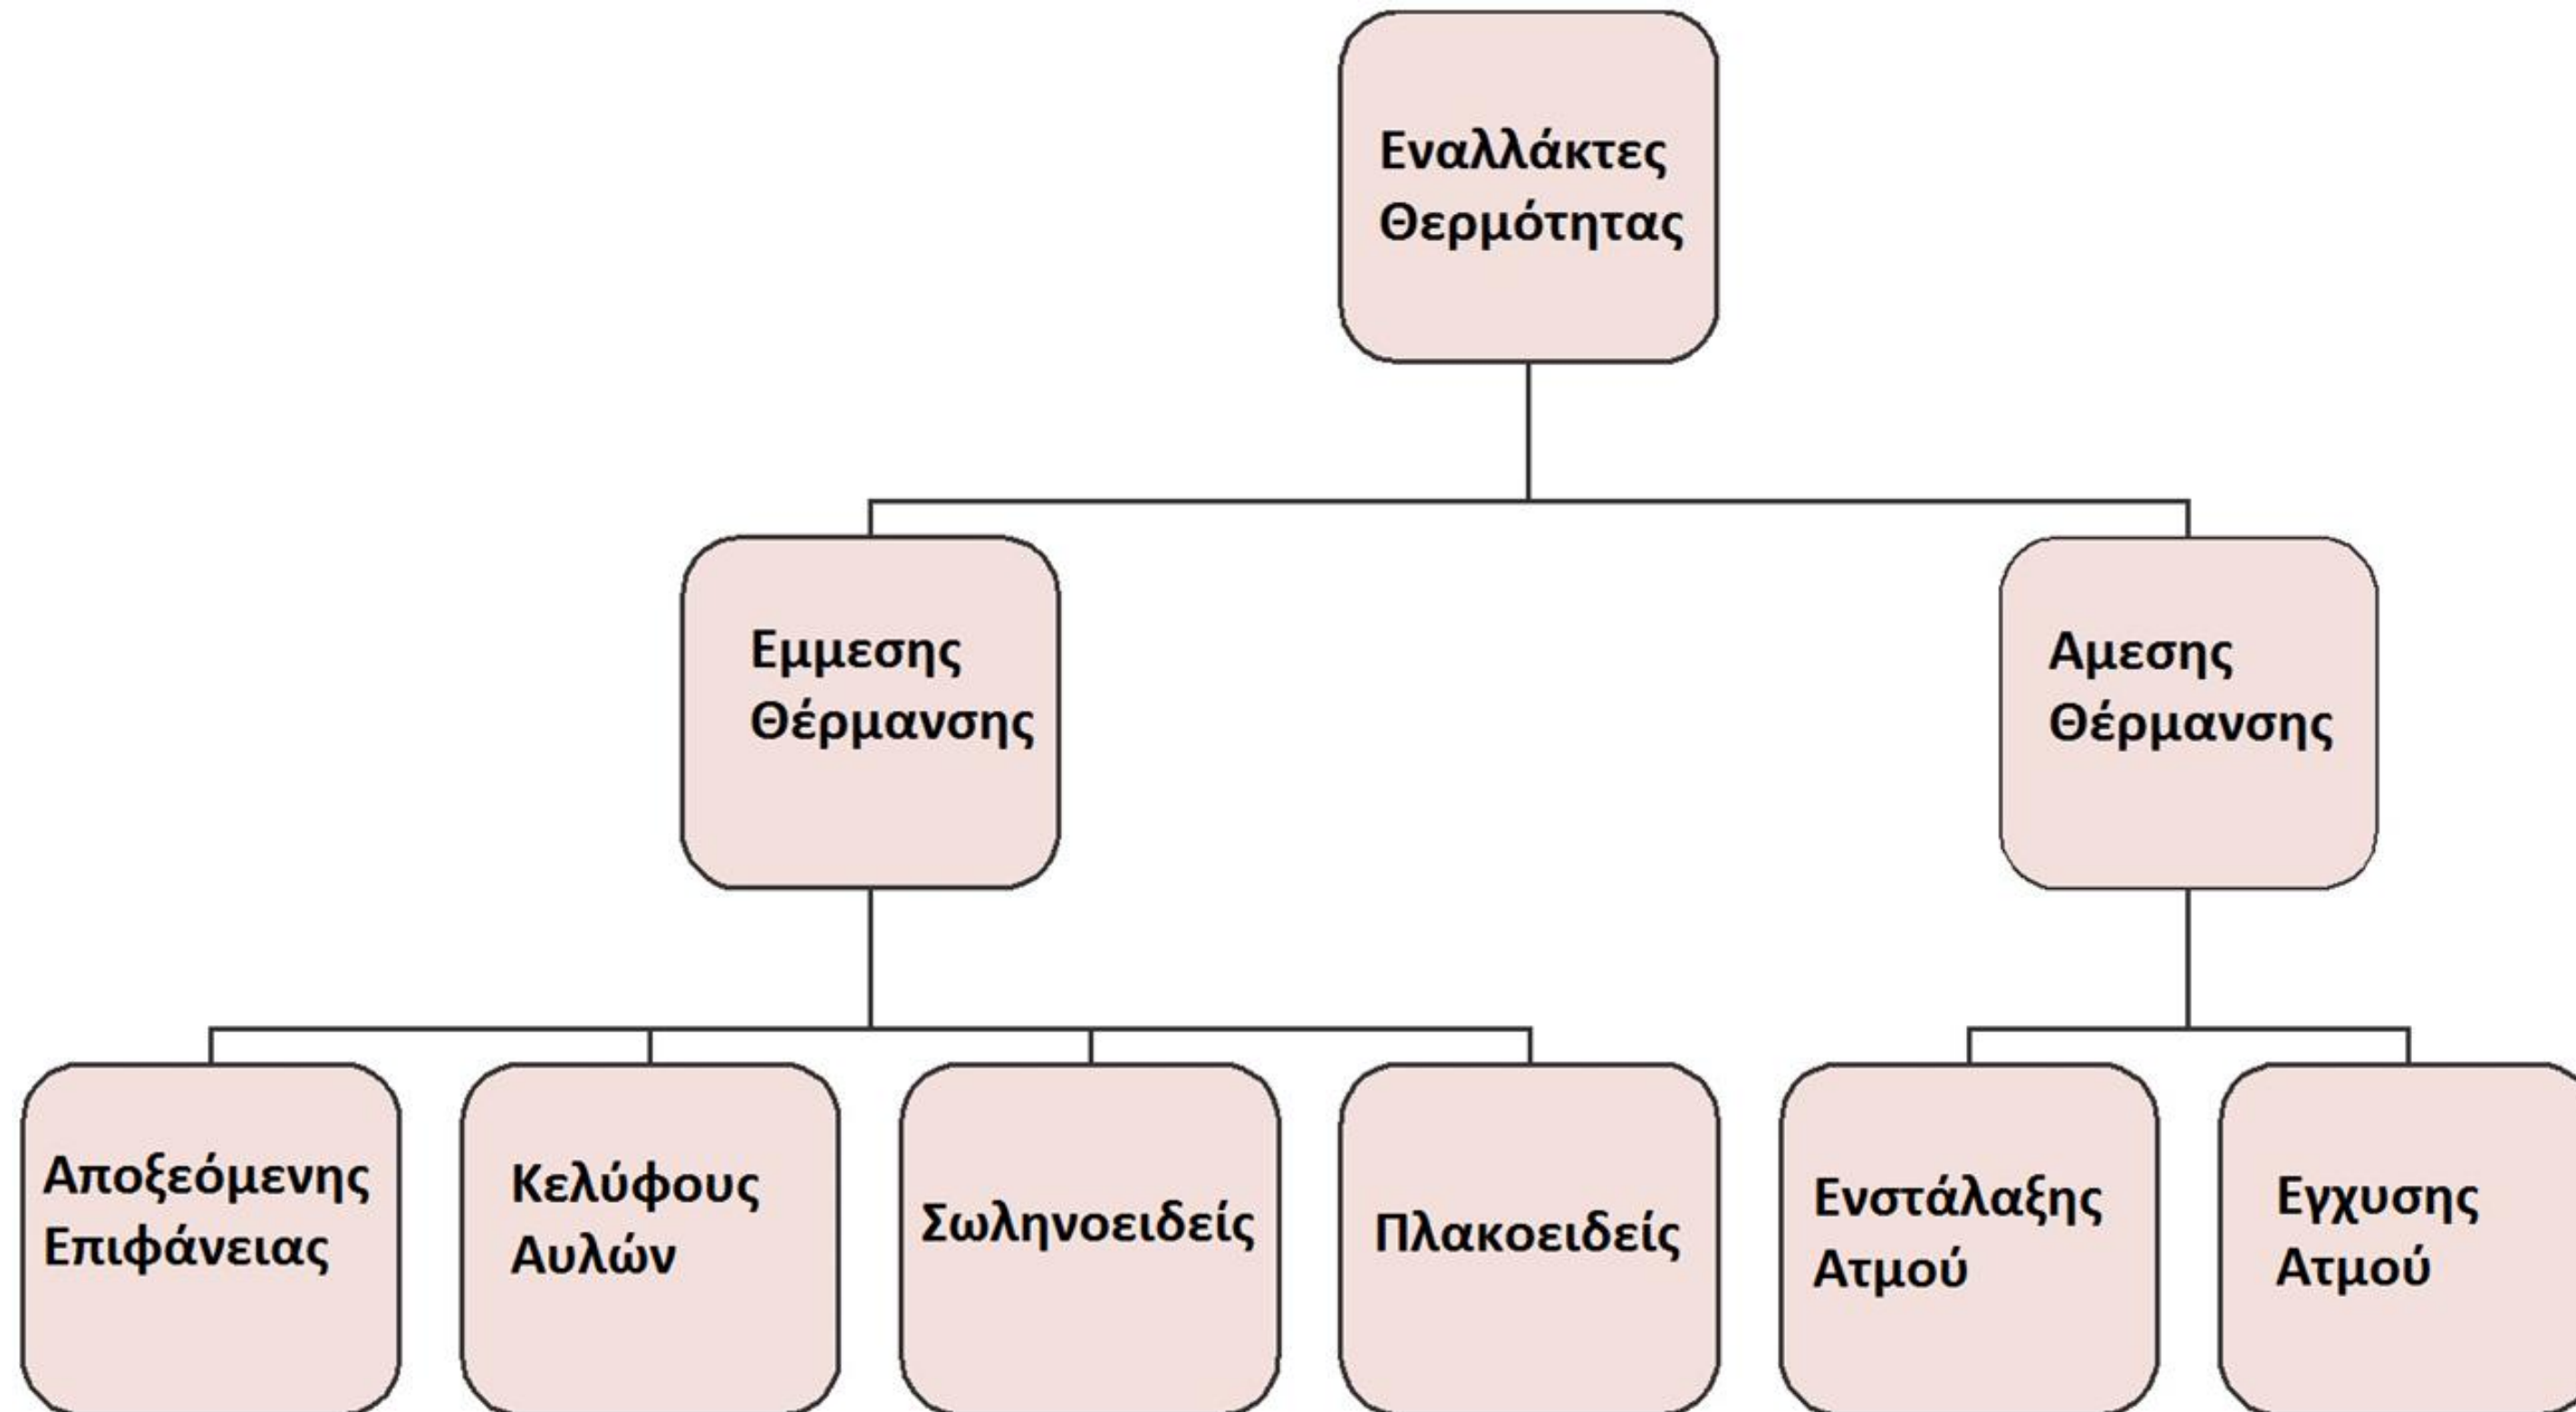 Εναλλάκτες
Θερμότητας
Εμμεσης
Θέρμανσης
Αμεσης
Θέρμανσης
Αποξεόμενης
Επιφάνειας
Κελύφους
Αυλών
Σωληνοειδείς
Πλακοειδείς
Ενστάλαξης
Ατμού
Εγχυσης
Ατμού